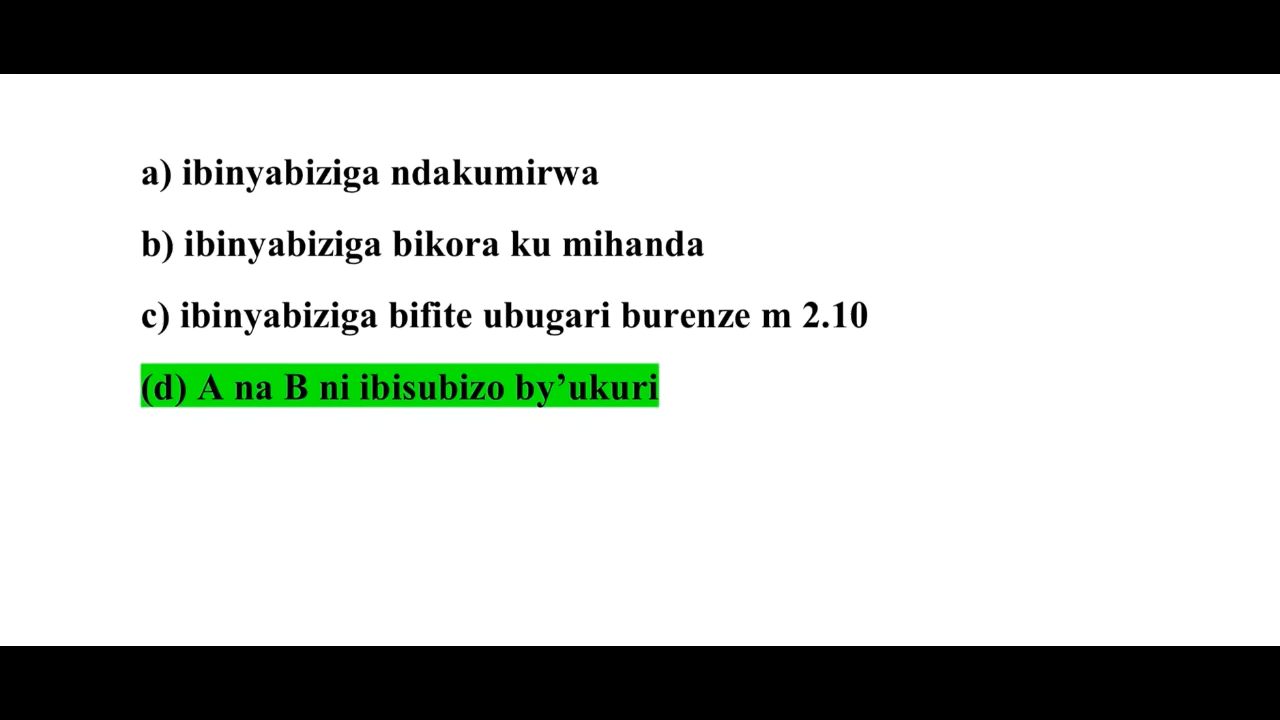 a) ibinyabiziga ndakumirwa
b) ibinyabiziga bikora ku mihanda
c) ibinyabiziga bifite ubugari burenze m 2.10
(d) A na B ni ibisubizo by’ukuri